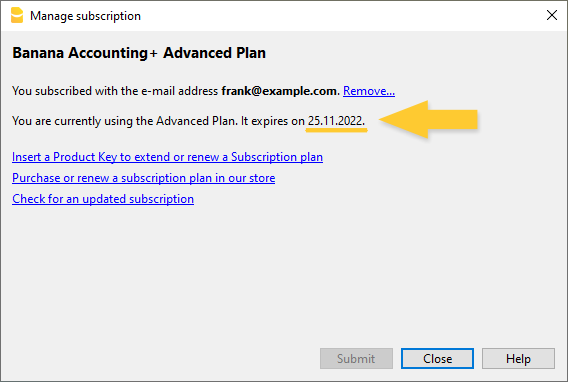 Manage subscription
Banana Accounting+ Advanced Plan
You subscribed with the e-mail address frank@example.com. Remove...
You are currently using the Advanced Plan. It expires on 25.11.2022.
Insert a Product Key to extend or renew a Subscription plan
Purchase or renew a subscription plan in our store
Check for an updated subscription
Submit Close Help